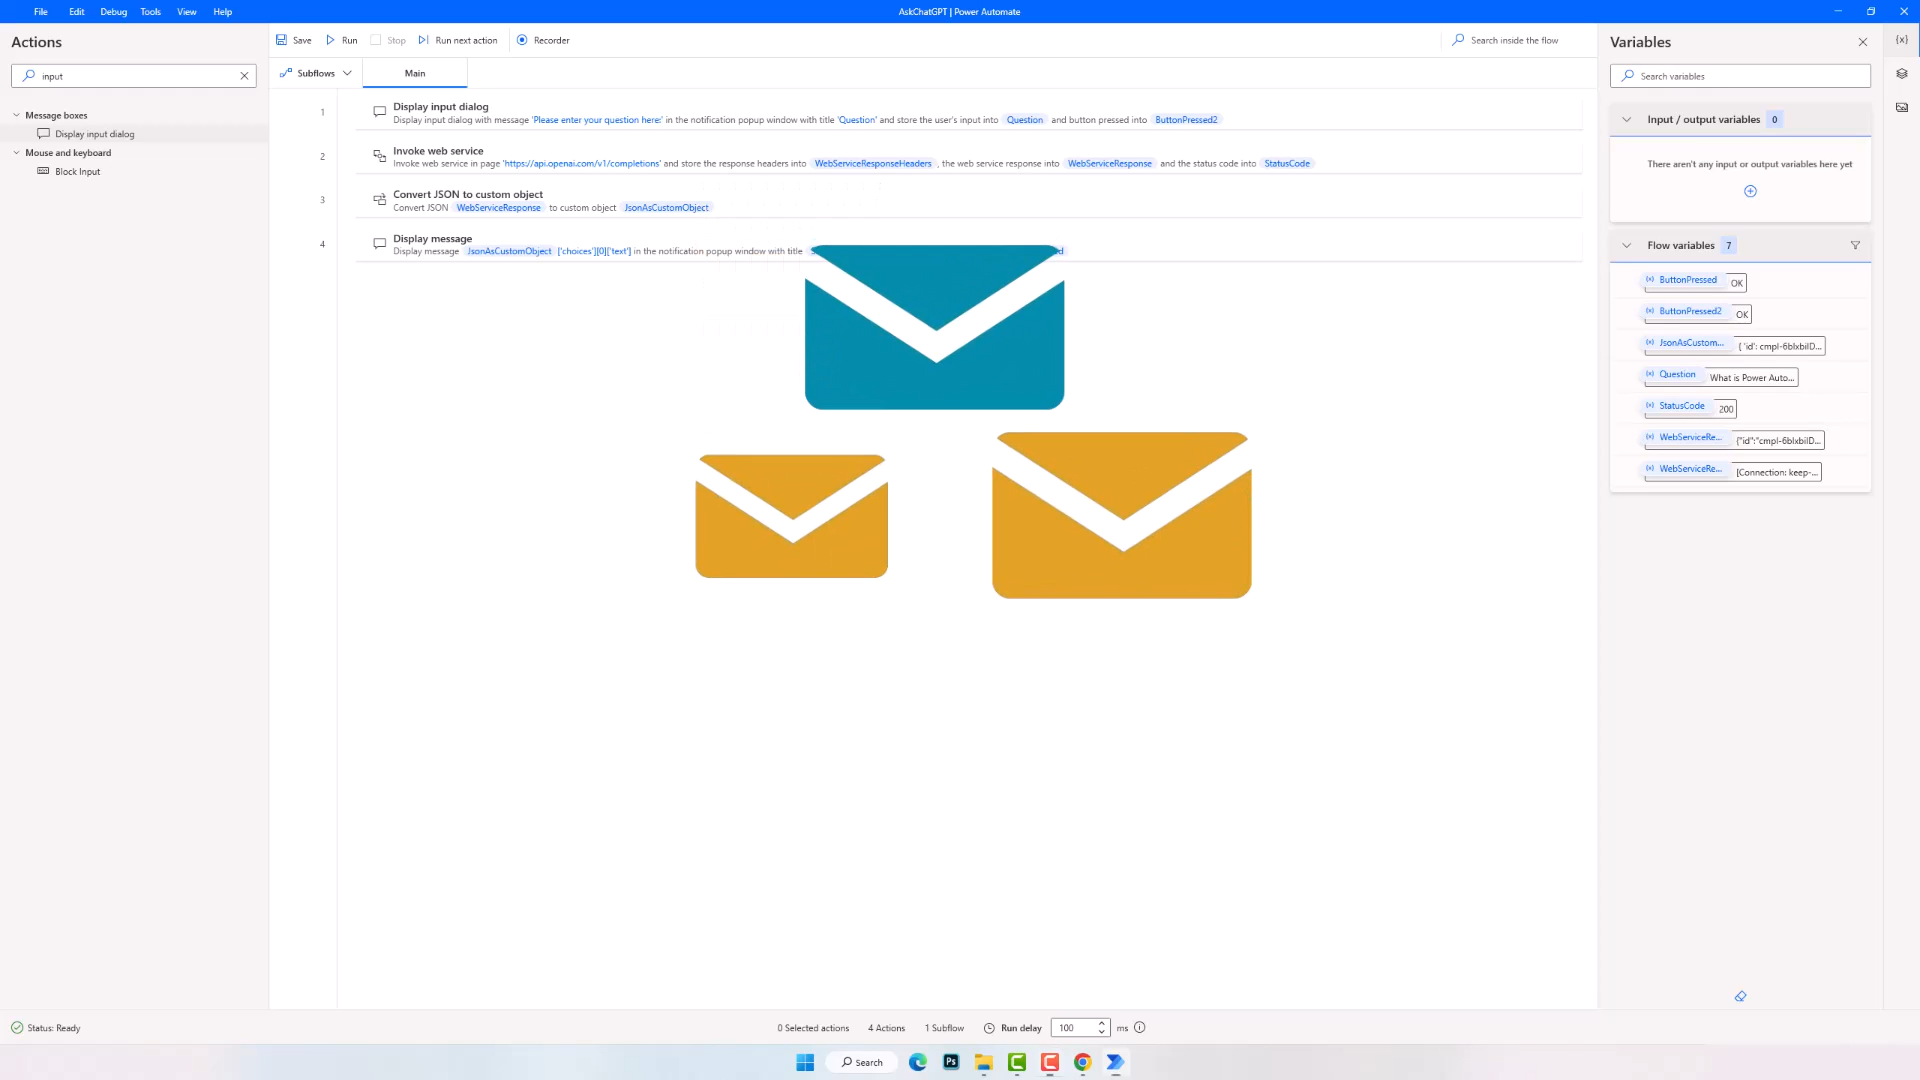 File Edit Debug Tools View Help
AskChatGPT | Power Automate
Actions
input
Message boxes
Display input dialog
Mouse and keyboard
Block Input
Save Run Stop Run next action Recorder
Search inside the flow
Subflows Main
1
Display input dialog
Display input dialog with message 'Please enter your question here:' in the notification popup window with title 'Question' and store the user's input into Question and button pressed into ButtonPressed2
2
Invoke web service
Invoke web service in page 'https://api.openai.com/v1/completions' and store the response headers into WebServiceResponseHeaders , the web service response into WebServiceResponse and the status code into StatusCode
3
Convert JSON to custom object
Convert JSON WebServiceResponse to custom object JsonAsCustomObject
4
Display message
Display message JsonAsCustomObject ['choices'][0]['text'] in the notification popup window with title
Variables
{x}
Search variables
Input / output variables 0
There aren't any input or output variables here yet
Flow variables 7
(x) ButtonPressed OK
(x) ButtonPressed2 OK
(x) JsonAsCustom... { 'id': cmpl-6blxbilD...
(x) Question What is Power Auto...
(x) StatusCode 200
(x) WebServiceRe... {"id":"cmpl-6blxbilD...
(x) WebServiceRe... [Connection: keep-...
Status: Ready
0 Selected actions 4 Actions 1 Subflow Run delay 100 ms
Search
Ps